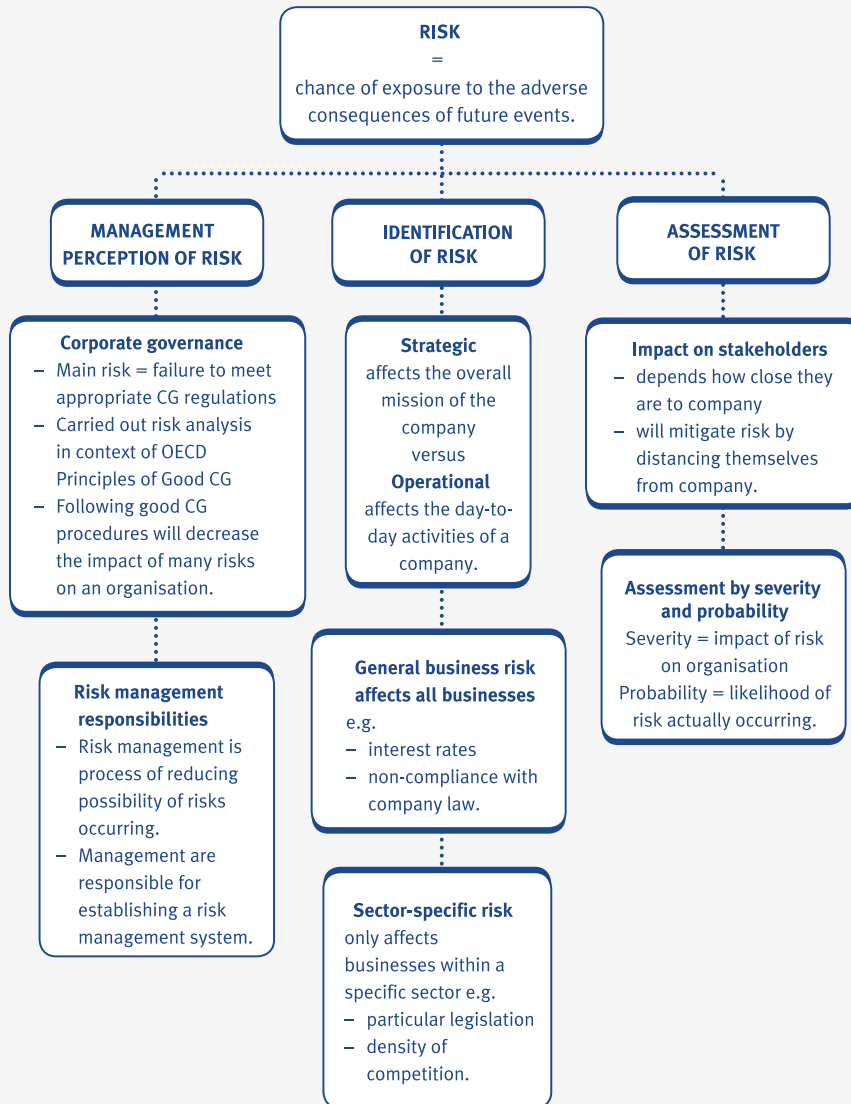 RISK
=
chance of exposure to the adverse
consequences of future events.
MANAGEMENT
PERCEPTION OF RISK
Corporate governance
– Main risk = failure to meet
appropriate CG regulations
– Carried out risk analysis
in context of OECD
Principles of Good CG
– Following good CG
procedures will decrease
the impact of many risks
on an organisation.
Risk management
responsibilities
– Risk management is
process of reducing
possibility of risks
occurring.
– Management are
responsible for
establishing a risk
management system.
IDENTIFICATION
OF RISK
Strategic
affects the overall
mission of the
company
versus
Operational
affects the day-to-
day activities of a
company.
General business risk
affects all businesses
e.g.
– interest rates
– non-compliance with
company law.
Sector-specific risk
only affects
businesses within a
specific sector e.g.
– particular legislation
– density of
competition.
ASSESSMENT
OF RISK
Impact on stakeholders
– depends how close they
are to company
– will mitigate risk by
distancing themselves
from company.
Assessment by severity
and probability
Severity = impact of risk
on organisation
Probability = likelihood of
risk actually occurring.